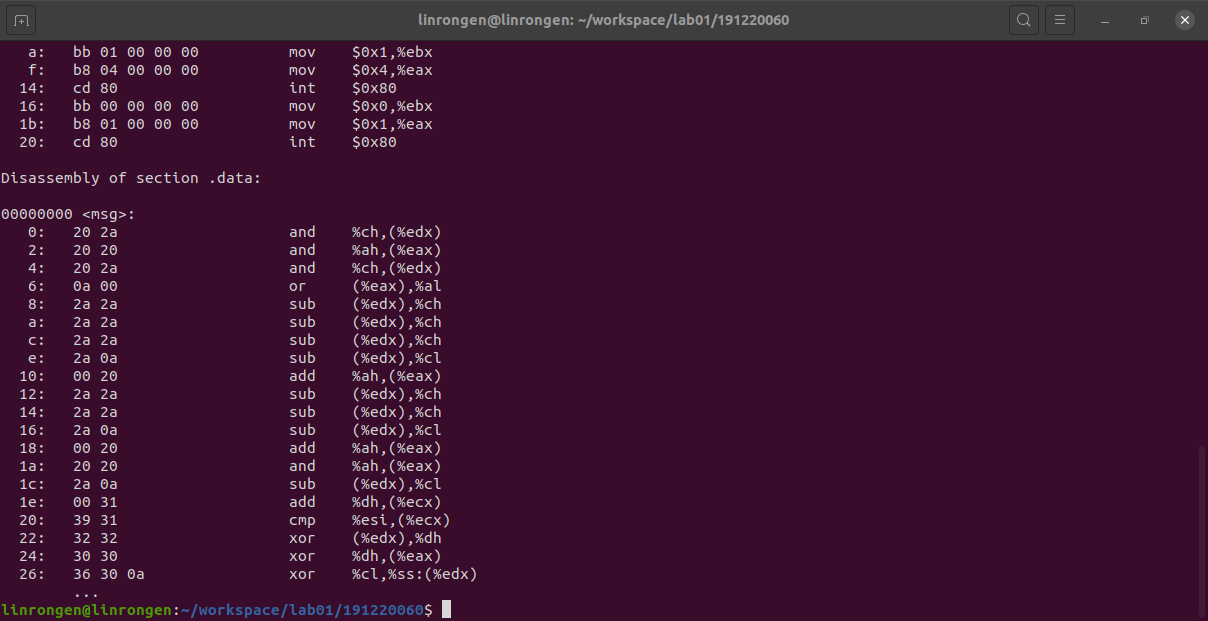 linrongen@linrongen: ~/workspace/lab01/191220060
a: bb 01 00 00 00 mov $0x1,%ebx
f: b8 04 00 00 00 mov $0x4,%eax
14: cd 80 int $0x80
16: bb 00 00 00 00 mov $0x0,%ebx
1b: b8 01 00 00 00 mov $0x1,%eax
20: cd 80 int $0x80
Disassembly of section .data:
00000000 <msg>:
0: 20 2a and %ch,(%edx)
2: 20 20 and %ah,(%eax)
4: 20 2a and %ch,(%edx)
6: 0a 00 or (%eax),%al
8: 2a 2a sub (%edx),%ch
a: 2a 2a sub (%edx),%ch
c: 2a 2a sub (%edx),%ch
e: 2a 0a sub (%edx),%cl
10: 00 20 add %ah,(%eax)
12: 2a 2a sub (%edx),%ch
14: 2a 2a sub (%edx),%ch
16: 2a 0a sub (%edx),%cl
18: 00 20 add %ah,(%eax)
1a: 20 20 and %ah,(%eax)
1c: 2a 0a sub (%edx),%cl
1e: 00 31 add %dh,(%ecx)
20: 39 31 cmp %esi,(%ecx)
22: 32 32 xor (%edx),%dh
24: 30 30 xor %dh,(%eax)
26: 36 30 0a xor %cl,%ss:(%edx)
...
linrongen@linrongen:~/workspace/lab01/191220060$